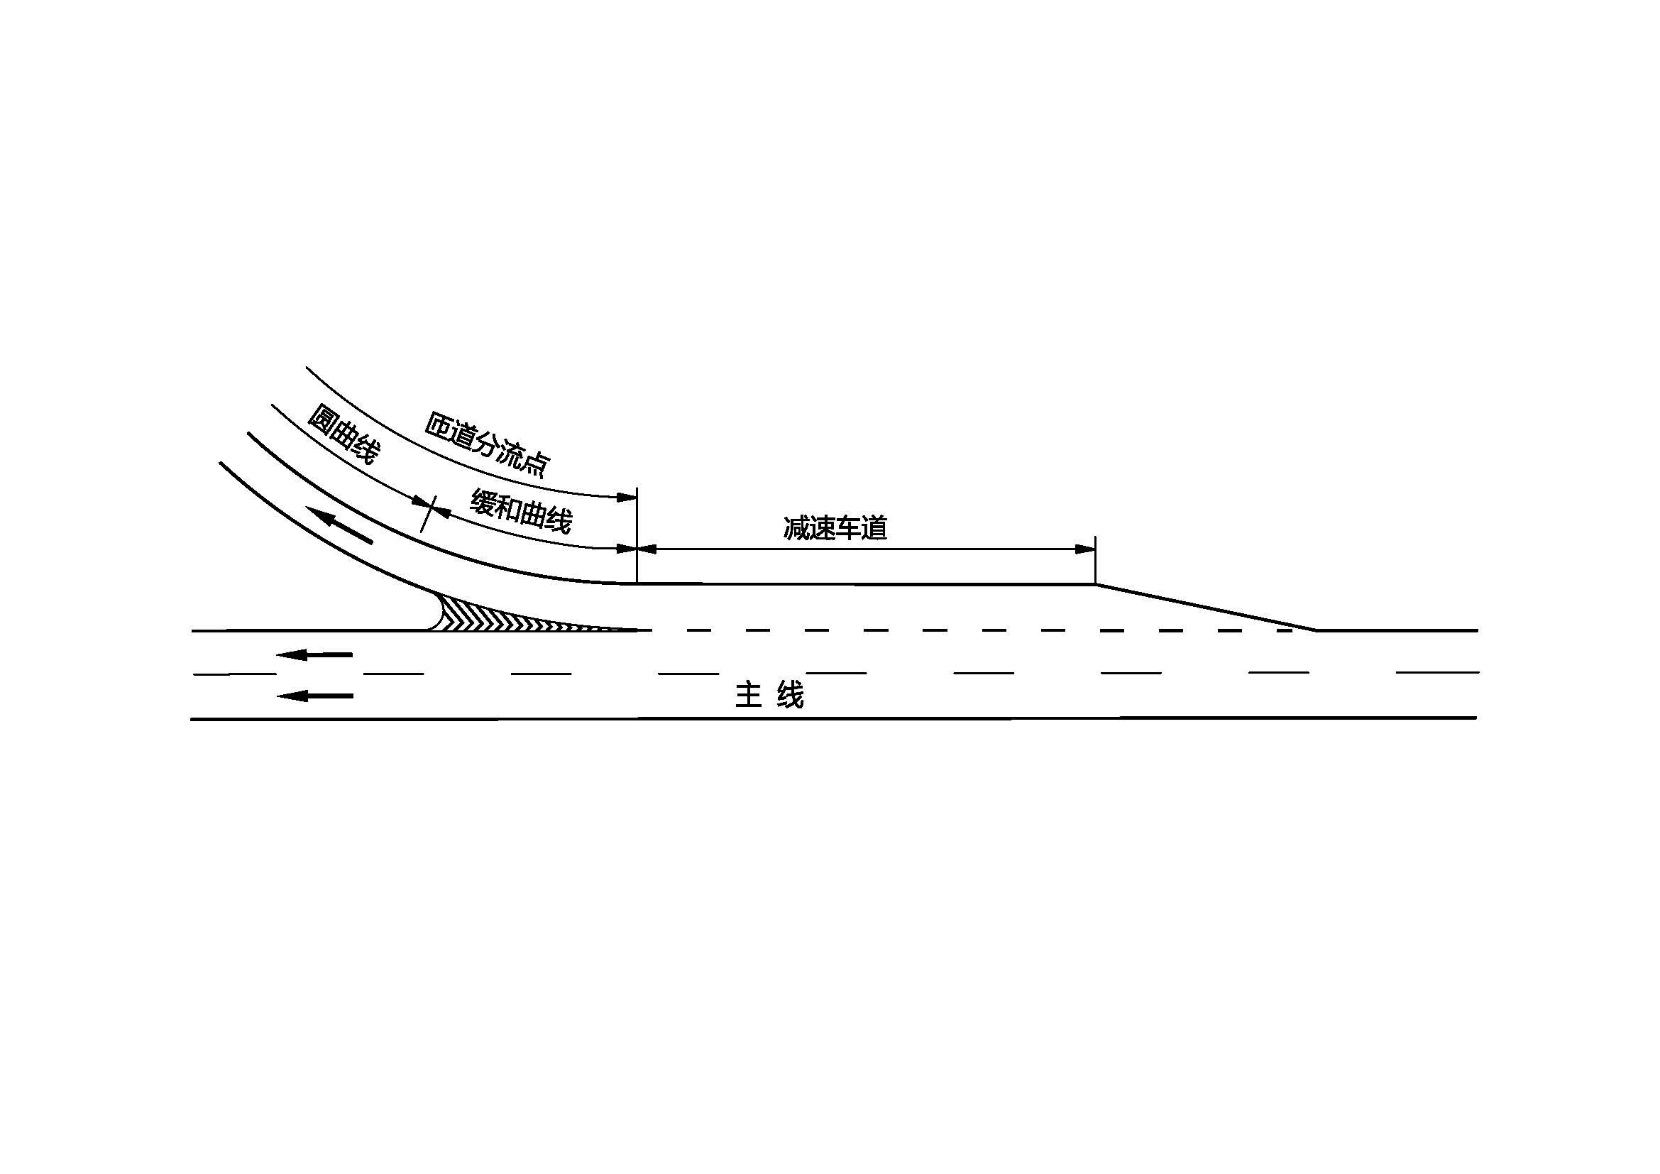 匝道分流点
圆曲线
缓和曲线
减速车道
主 线